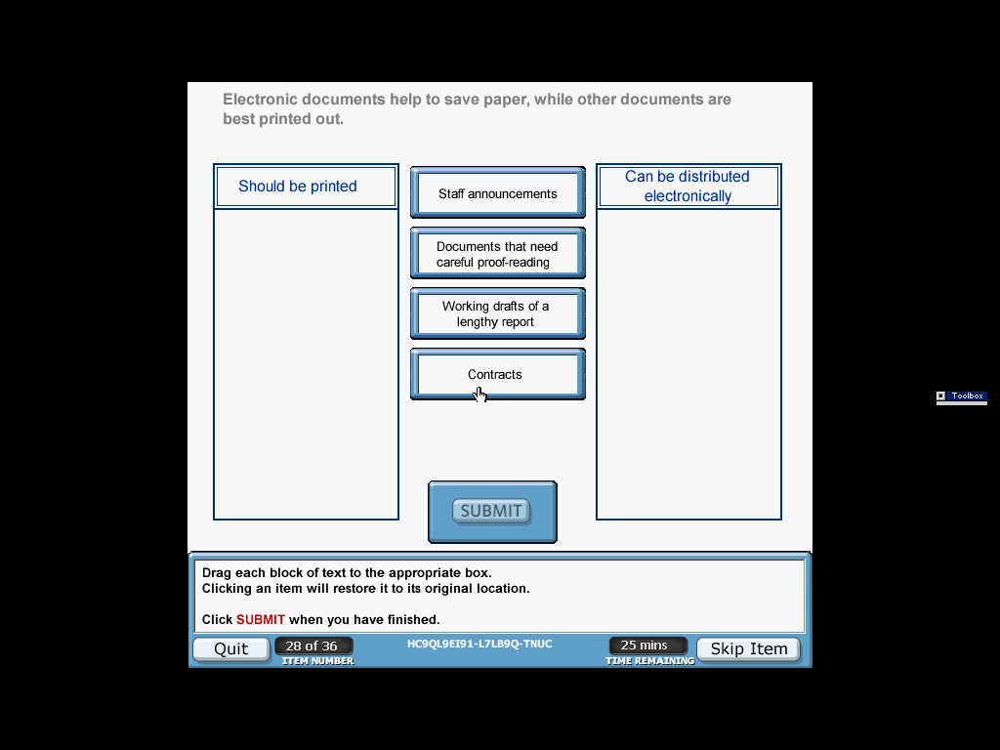 Electronic documents help to save paper, while other documents are
best printed out.
Should be printed
Staff announcements
Can be distributed
electronically
Documents that need
careful proof-reading
Working drafts of a
lengthy report
Contracts
Toolbox
SUBMIT
Drag each block of text to the appropriate box.
Clicking an item will restore it to its original location.
Click SUBMIT when you have finished.
Quit
28 of 36
ITEM NUMBER
HC9QL9EI91-L7LB9Q-TNUC
25 mins
TIME REMAINING
Skip Item